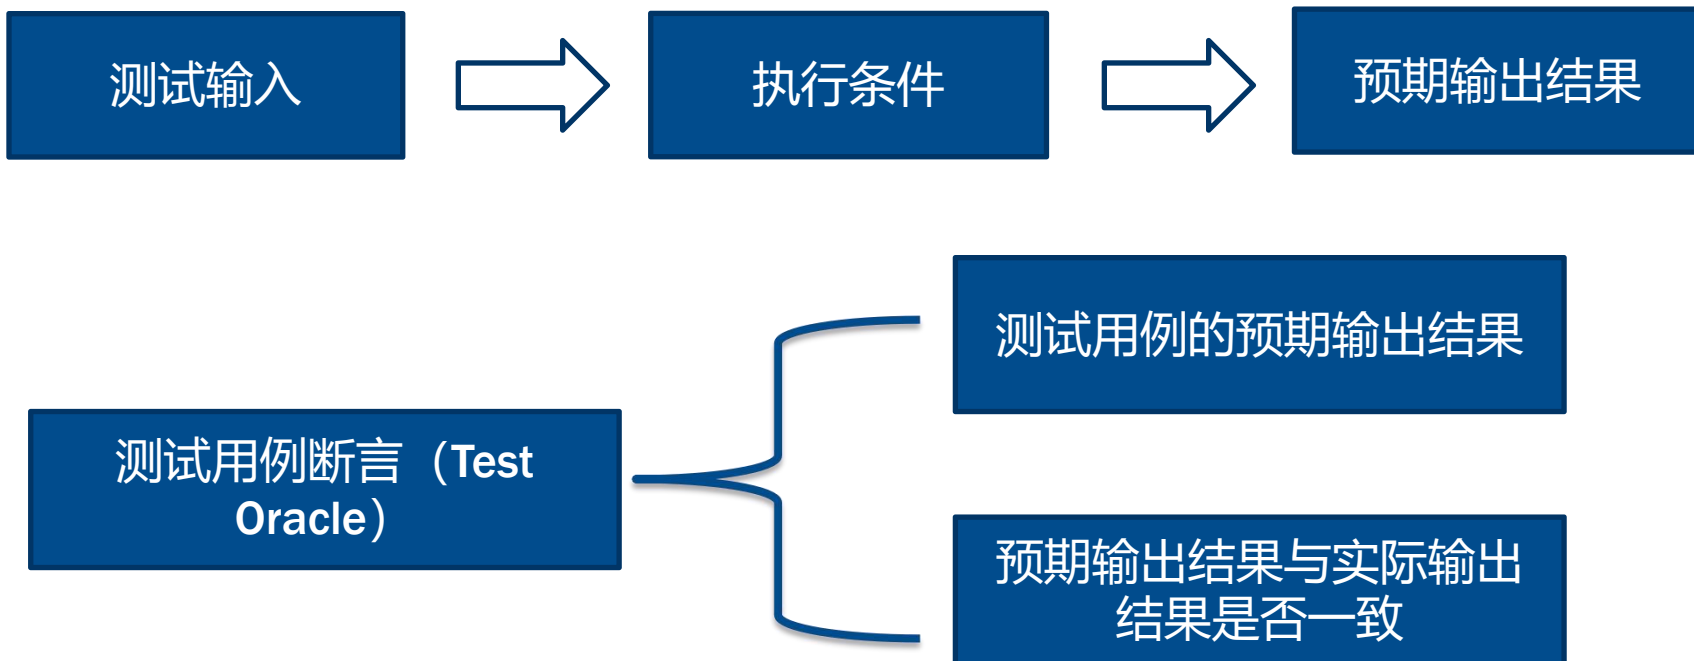 测试输入
执行条件
预期输出结果
测试用例的预期输出结果
测试用例断言（Test
Oracle）
预期输出结果与实际输出
结果是否一致